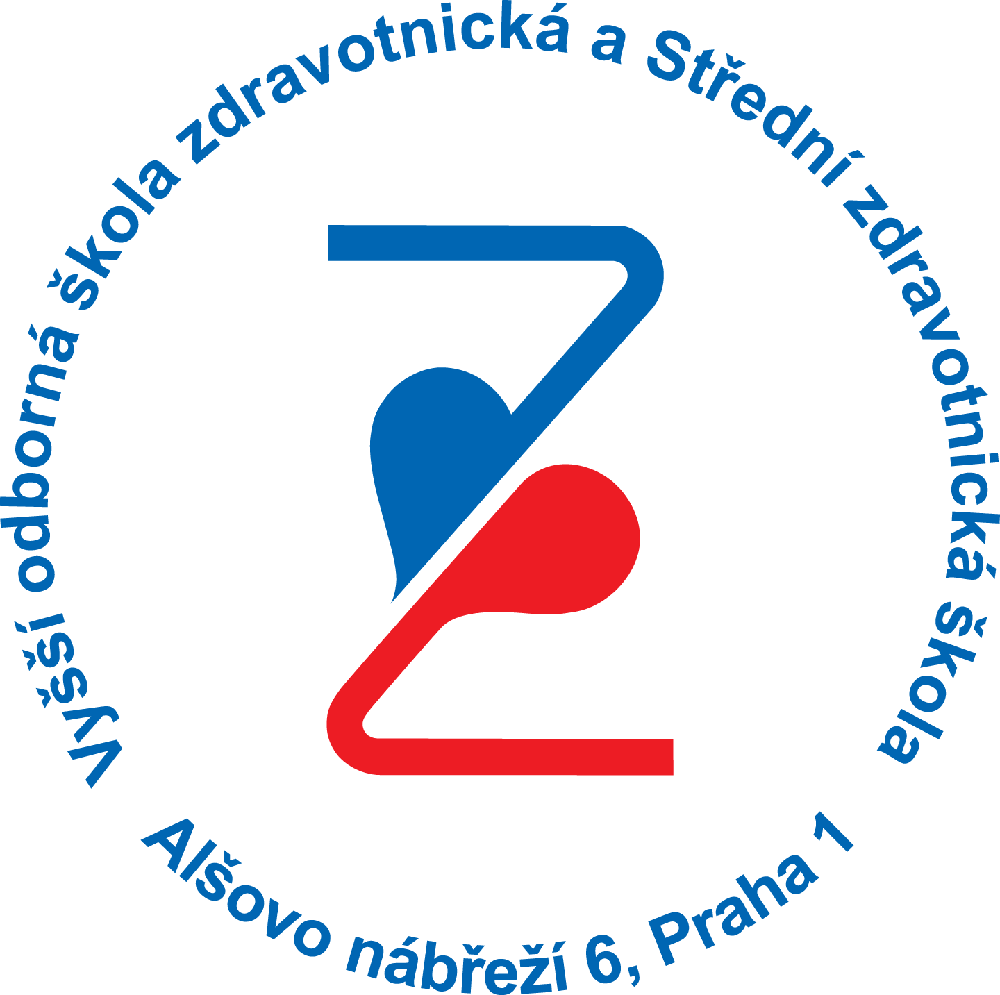 Vyšší odborná škola zdravotnická a Střední zdravotnická škola
Alšovo nábřeží 6, Praha 1